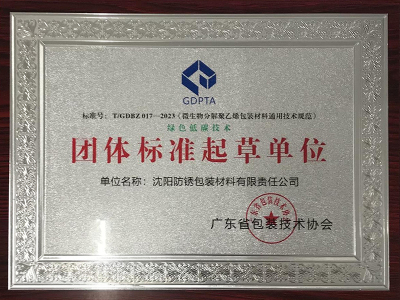 GDPTA
标准号：T/GDBZ 017—2023《微生物分解聚乙烯包装材料通用技术规范》
绿色低碳技术
团体标准起草单位
单位名称：沈阳防锈包装材料有限责任公司
广东省包装技术协会